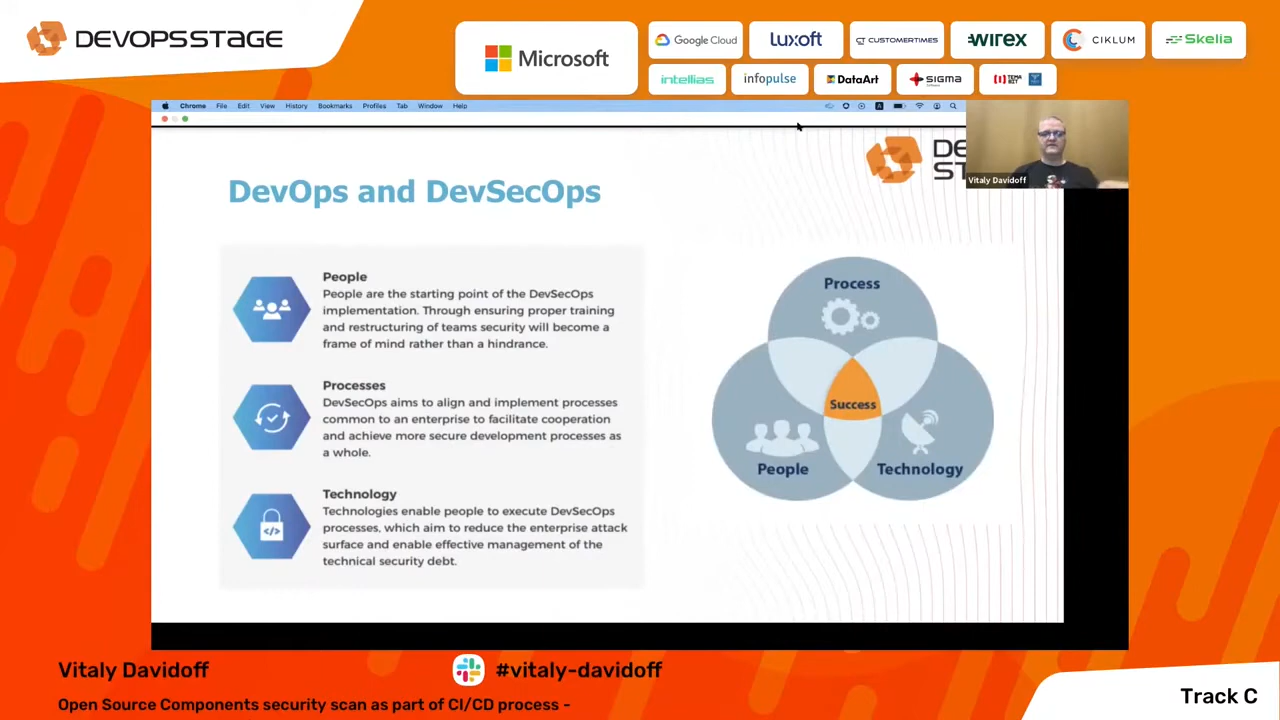 DEVOPSSTAGE
Microsoft
Google Cloud
Luxoft
CUSTOMERTIMES
WIREX
CIKLUM
Skelia
intellias
infopulse
DataArt
SIGMA
Software
TEMA
BIT
Chrome File Edit View History Bookmarks Profiles Tab Window Help
DE
ST
Vitaly Davidoff
DevOps and DevSecOps
People
People are the starting point of the DevSecOps
implementation. Through ensuring proper training
and restructuring of teams security will become a
frame of mind rather than a hindrance.
Processes
DevSecOps aims to align and implement processes
common to an enterprise to facilitate cooperation
and achieve more secure development processes as
a whole.
Technology
Technologies enable people to execute DevSecOps
processes, which aim to reduce the enterprise attack
surface and enable effective management of the
technical security debt.
Process
Success
People
Technology
Vitaly Davidoff
#vitaly-davidoff
Open Source Components security scan as part of CI/CD process -
Track C